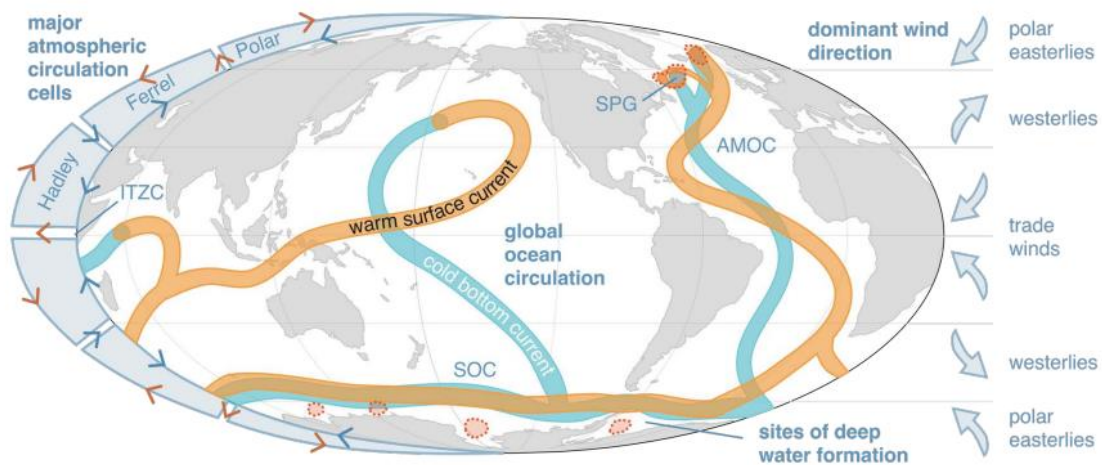 major
atmospheric
circulation
cells
Polar
Ferrel
Hadley
ITZC
warm surface current
cold bottom current
global
ocean
circulation
SOC
SPG
AMOC
sites of deep
water formation
dominant wind
direction
polar
easterlies
westerlies
trade
winds
westerlies
polar
easterlies